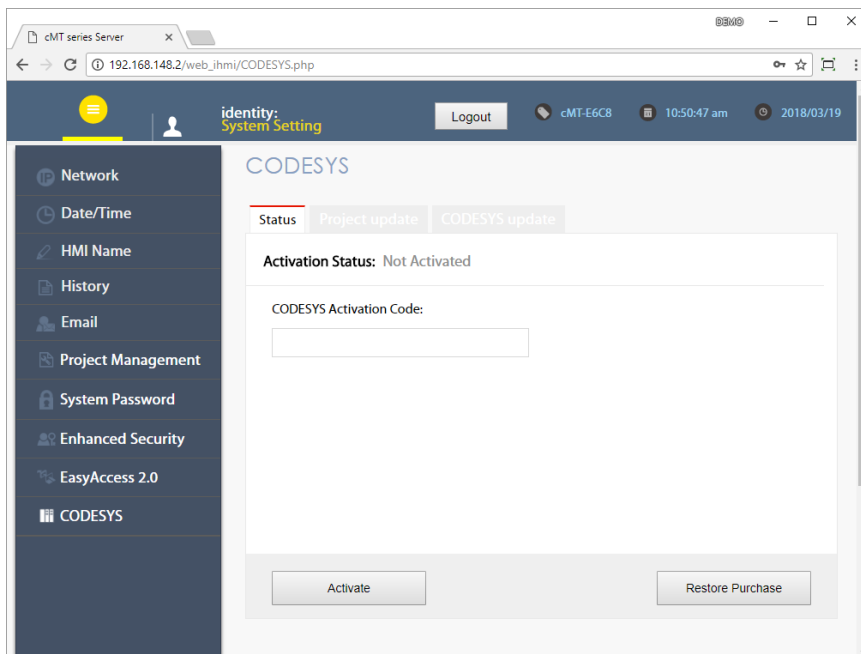 DEMO
cMT series Server
192.168.148.2/web_ihmi/CODESYS.php
identity:
System Setting
Logout
cMT-E6C8
10:50:47 am
2018/03/19
IP
Network
Date/Time
HMI Name
History
Email
Project Management
System Password
Enhanced Security
EasyAccess 2.0
CODESYS
CODESYS
Status Project update CODESYS update
Activation Status: Not Activated
CODESYS Activation Code:
Activate
Restore Purchase